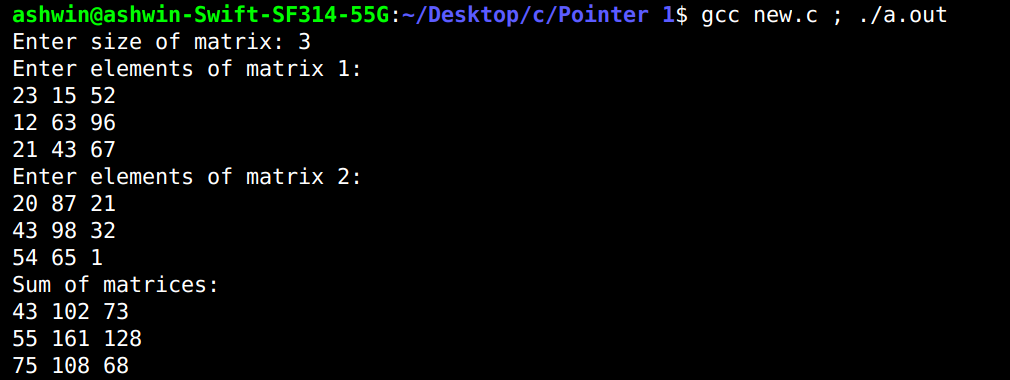 ashwin@ashwin-Swift-SF314-55G:~/Desktop/c/Pointer 1$ gcc new.c ; ./a.out
Enter size of matrix: 3
Enter elements of matrix 1:
23 15 52
12 63 96
21 43 67
Enter elements of matrix 2:
20 87 21
43 98 32
54 65 1
Sum of matrices:
43 102 73
55 161 128
75 108 68